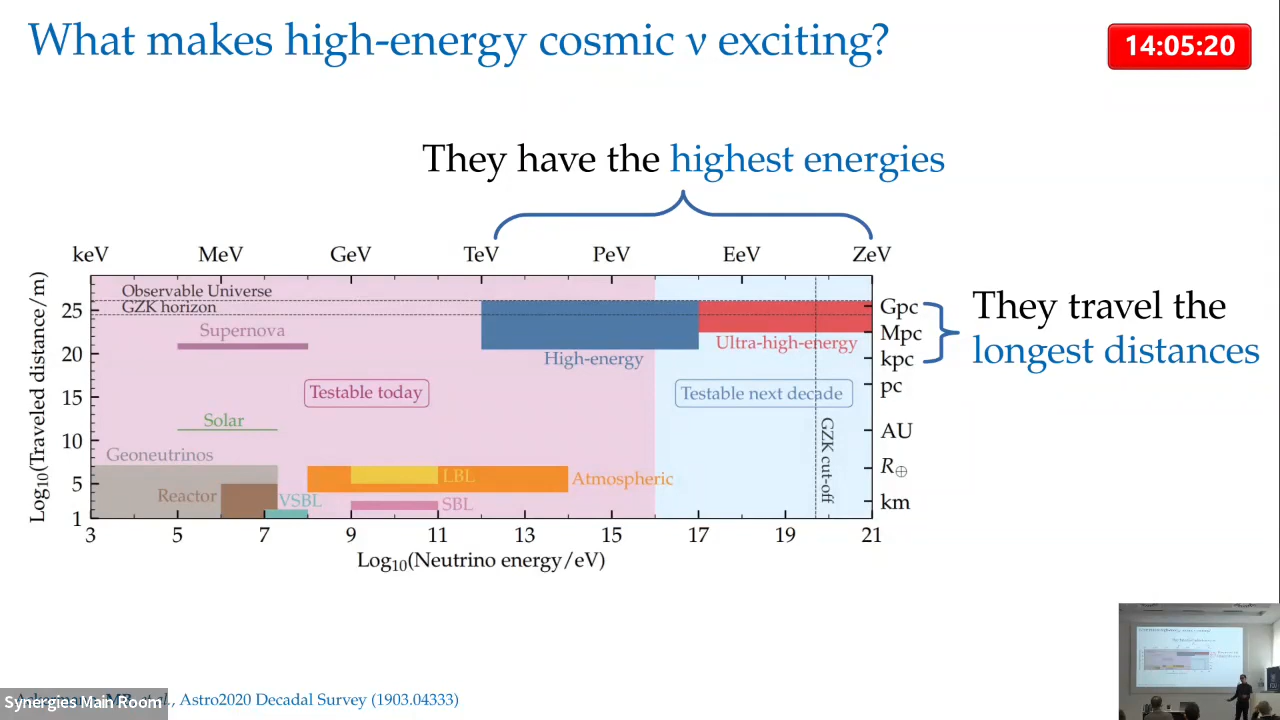 What makes high-energy cosmic ν exciting?
14:05:20
They have the highest energies
keV MeV GeV TeV PeV EeV ZeV
Observable Universe
GZK horizon
Supernova
High-energy
Ultra-high-energy
Testable today
Testable next decade
Solar
Geoneutrinos
Reactor
VSBL
LBL
SBL
Atmospheric
GZK cut-off
Log₁₀(Traveled distance/m)
25
20
15
10
5
1
3 5 7 9 11 13 15 17 19 21
Log₁₀(Neutrino energy/eV)
Gpc
Mpc
kpc
pc
AU
R⊕
km
They travel the
longest distances
Synergies Main Room
, Astro2020 Decadal Survey (1903.04333)